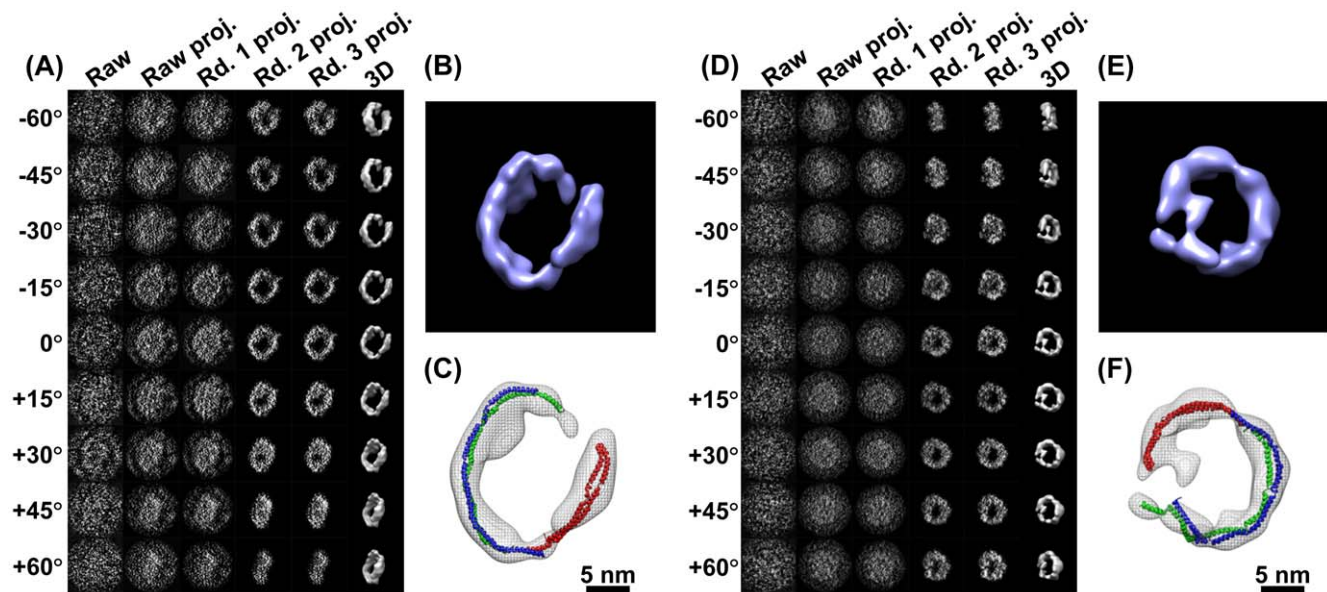 (A) Raw Raw proj. Rd. 1 proj. Rd. 2 proj. Rd. 3 proj. 3D
-60°
-45°
-30°
-15°
0°
+15°
+30°
+45°
+60°
(B)
(C)
5 nm
(D) Raw Raw proj. Rd. 1 proj. Rd. 2 proj. Rd. 3 proj. 3D
-60°
-45°
-30°
-15°
0°
+15°
+30°
+45°
+60°
(E)
(F)
5 nm